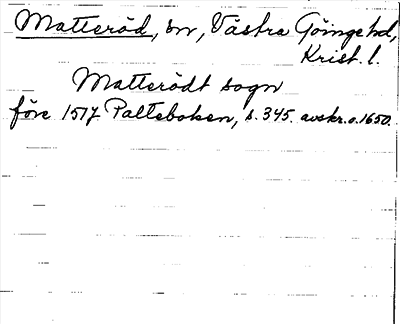 Matteröd, sn, Västra Göinge hd,
Krist. l.
Matterödt sogn
före 1517 Palteboken, s. 345. avskr. o. 1650.